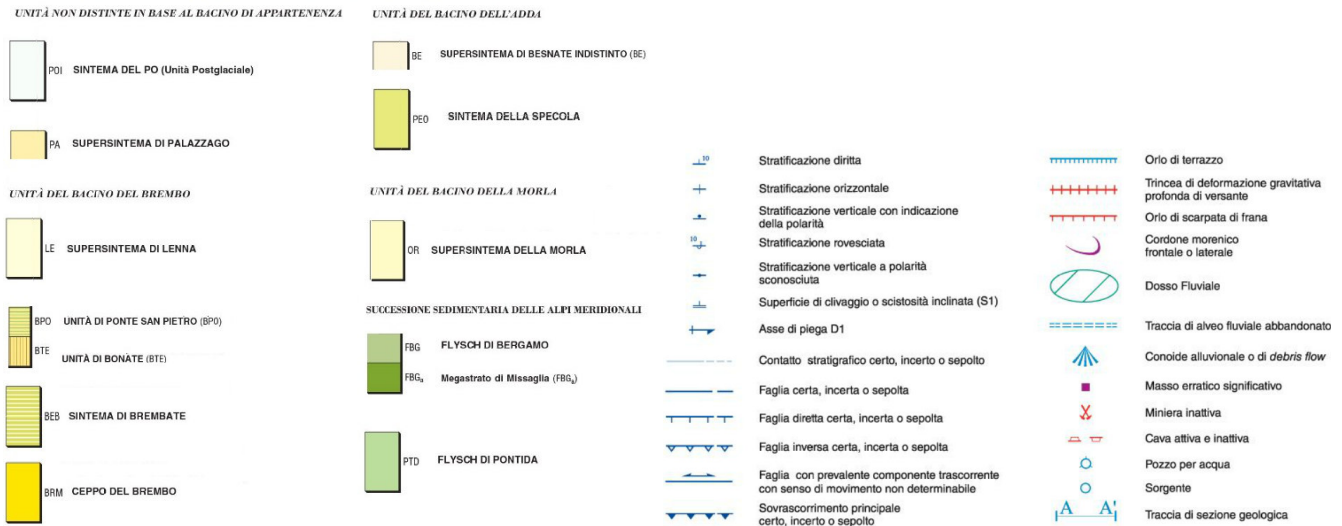 UNITÀ NON DISTINTE IN BASE AL BACINO DI APPARTENENZA
POI SINTEMA DEL PO (Unità Postglaciale)
PA SUPERSINTEMA DI PALAZZAGO
UNITÀ DEL BACINO DEL BREMBO
LE SUPERSINTEMA DI LENNA
BPO UNITÀ DI PONTE SAN PIETRO (BPO)
BTE UNITÀ DI BONATE (BTE)
BEB SINTEMA DI BREMBATE
BRM CEPPO DEL BREMBO
UNITÀ DEL BACINO DELL'ADDA
BE SUPERSINTEMA DI BESNATE INDISTINTO (BE)
PEO SINTEMA DELLA SPECOLA
UNITÀ DEL BACINO DELLA MORLA
OR SUPERSINTEMA DELLA MORLA
SUCCESSIONE SEDIMENTARIA DELLE ALPI MERIDIONALI
FBG FLYSCH DI BERGAMO
FBGa Megastrato di Missaglia (FBGa)
PTD FLYSCH DI PONTIDA
10 Stratificazione diritta
Stratificazione orizzontale
Stratificazione verticale con indicazione
della polarità
10 Stratificazione rovesciata
Stratificazione verticale a polarità
sconosciuta
Superficie di clivaggio o scistosità inclinata (S1)
Asse di piega D1
Contatto stratigrafico certo, incerto o sepolto
Faglia certa, incerta o sepolta
Faglia diretta certa, incerta o sepolta
Faglia inversa certa, incerta o sepolta
Faglia con prevalente componente trascorrente
con senso di movimento non determinabile
Sovrascorrimento principale
certo, incerto o sepolto
Orlo di terrazzo
Trincea di deformazione gravitativa
profonda di versante
Orlo di scarpata di frana
Cordone morenico
frontale o laterale
Dosso Fluviale
Traccia di alveo fluviale abbandonato
Conoide alluvionale o di debris flow
Masso erratico significativo
Miniera inattiva
Cava attiva e inattiva
Pozzo per acqua
Sorgente
A A' Traccia di sezione geologica